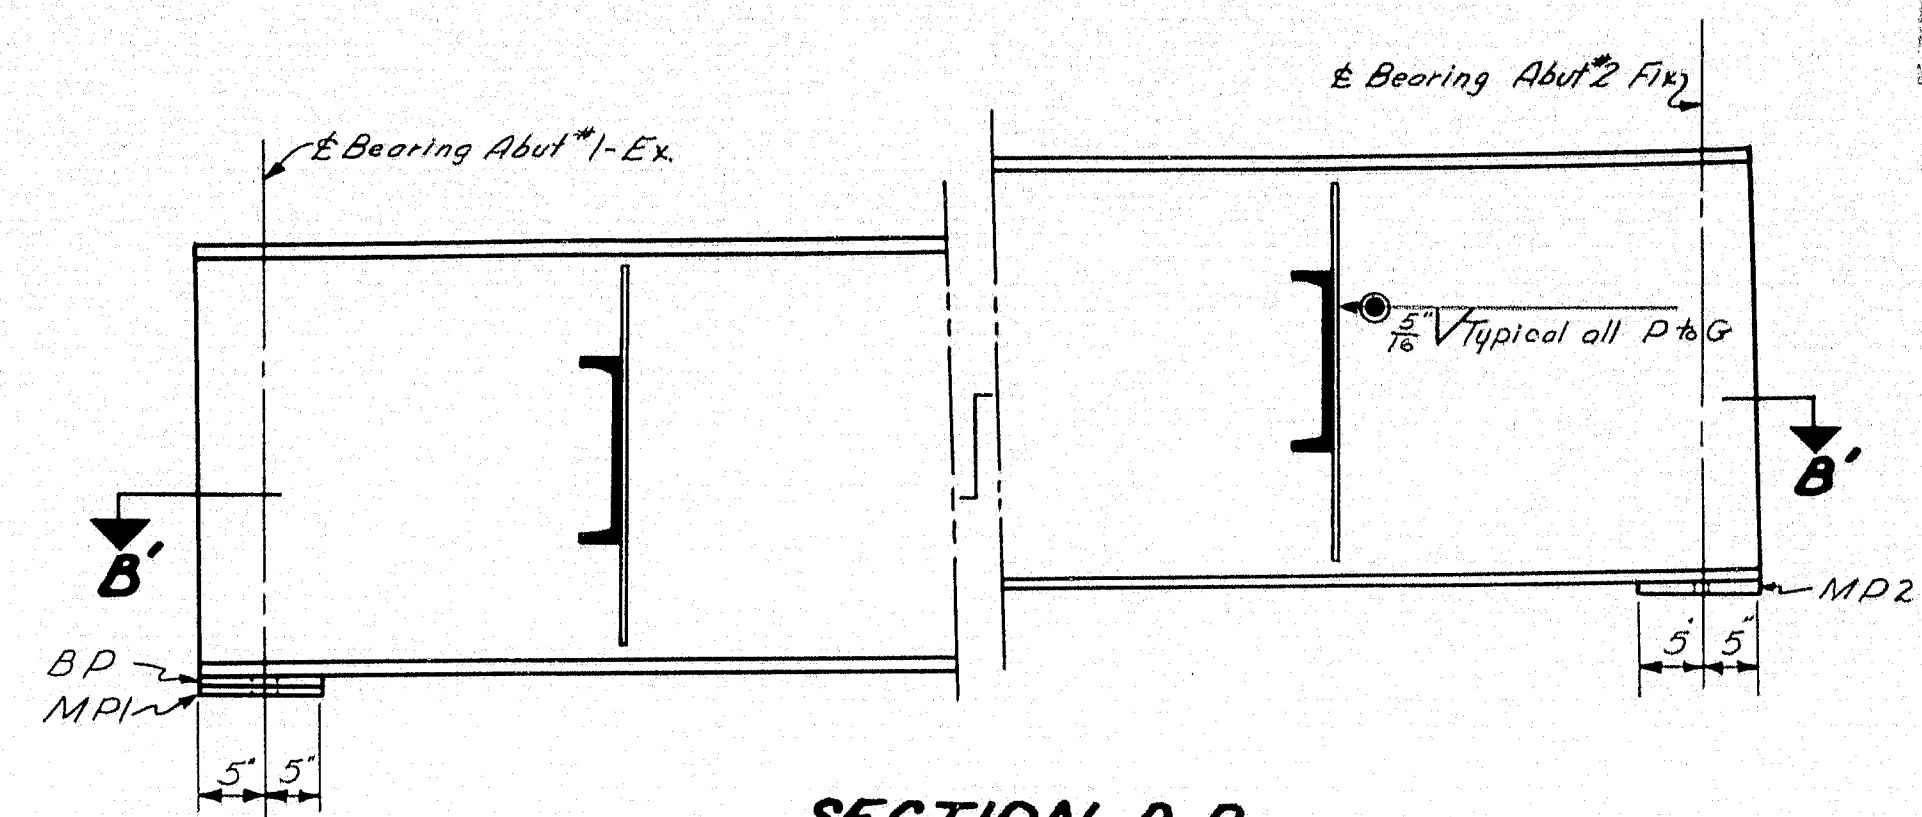 ℄ Bearing Abut #2 Fix
℄ Bearing Abut #1-Ex.
5/16" Typical all P to G
B'
B'
BP
MP1
MP2
5" 5"
5" 5"
SECTION